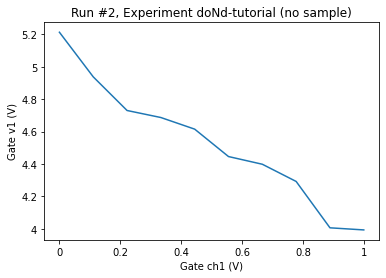 Run #2, Experiment doNd-tutorial (no sample)
Gate v1 (V)
5.2
5
4.8
4.6
4.4
4.2
4
0 0.2 0.4 0.6 0.8 1
Gate ch1 (V)